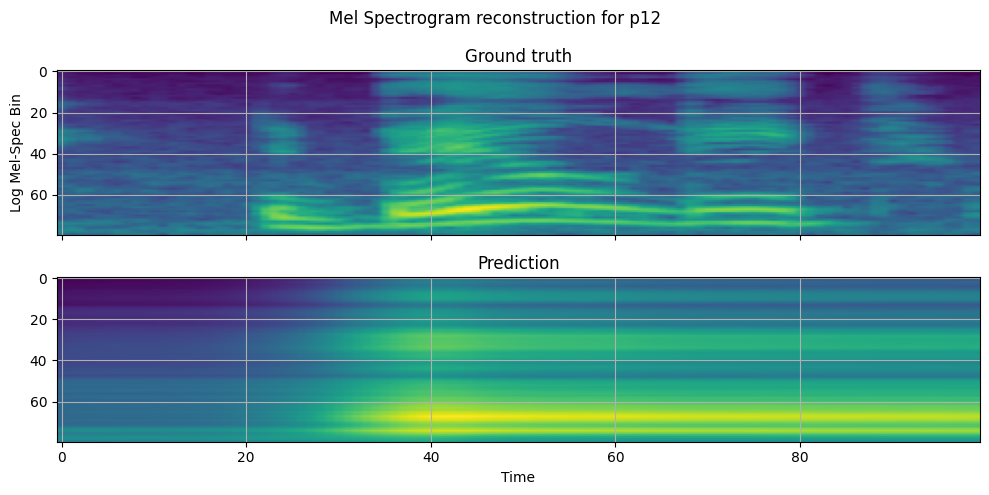 Mel Spectrogram reconstruction for p12
Ground truth
0
20
40
60
Log Mel-Spec Bin
Prediction
0
20
40
60
0 20 40 60 80
Time